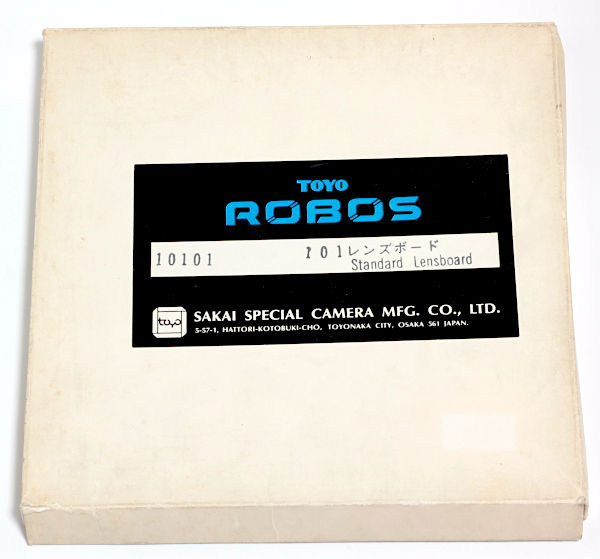 TOYO
ROBOS
10101 101レンズボード
Standard Lensboard
toyo
SAKAI SPECIAL CAMERA MFG. CO., LTD.
5-57-1, HATTORI-KOTOBUKI-CHO, TOYONAKA CITY, OSAKA 561 JAPAN.